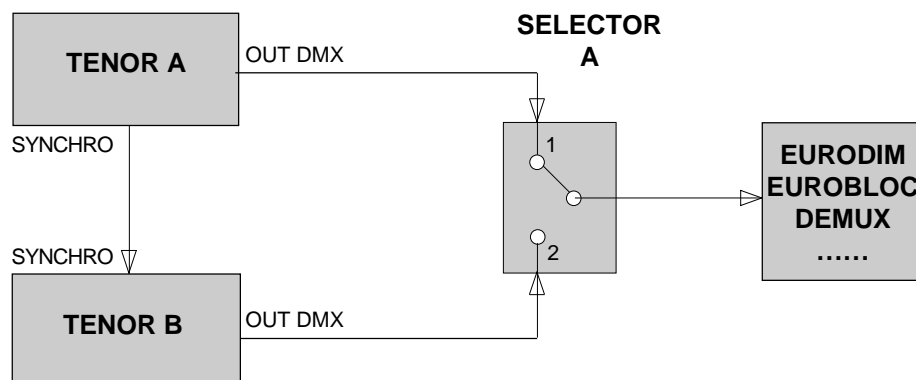 SELECTOR
A
TENOR A
OUT DMX
SYNCHRO
1
EURODIM
EUROBLOC
DEMUX
......
2
SYNCHRO
TENOR B
OUT DMX